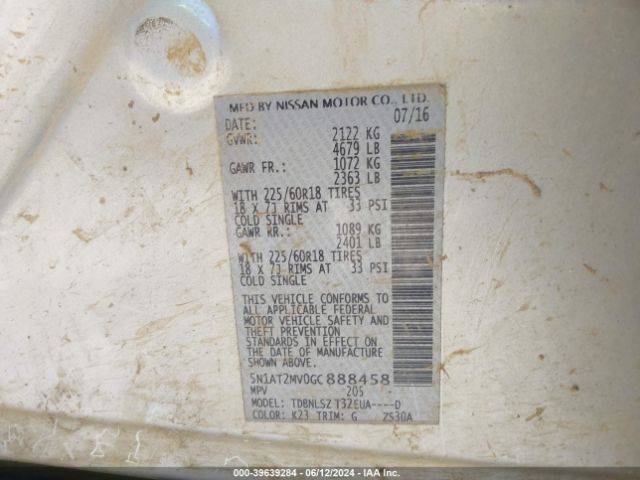 MFD BY NISSAN MOTOR CO., LTD.
DATE: 07/16
GVWR: 2122 KG
4679 LB
GAWR FR.: 1072 KG
2363 LB
WITH 225/60R18 TIRES
18 X 7J RIMS AT 33 PSI
COLD SINGLE
GAWR RR.: 1089 KG
2401 LB
WITH 225/60R18 TIRES
18 X 7J RIMS AT 33 PSI
COLD SINGLE
THIS VEHICLE CONFORMS TO
ALL APPLICABLE FEDERAL
MOTOR VEHICLE SAFETY AND
THEFT PREVENTION
STANDARDS IN EFFECT ON
THE DATE OF MANUFACTURE
SHOWN ABOVE.
5N1AT2MV0GC888458
MPV 205
MODEL: TDBNLSZ T32EUA----D
COLOR: K23 TRIM: G ZS30A
000-39639284 | 06/12/2024 | IAA Inc.